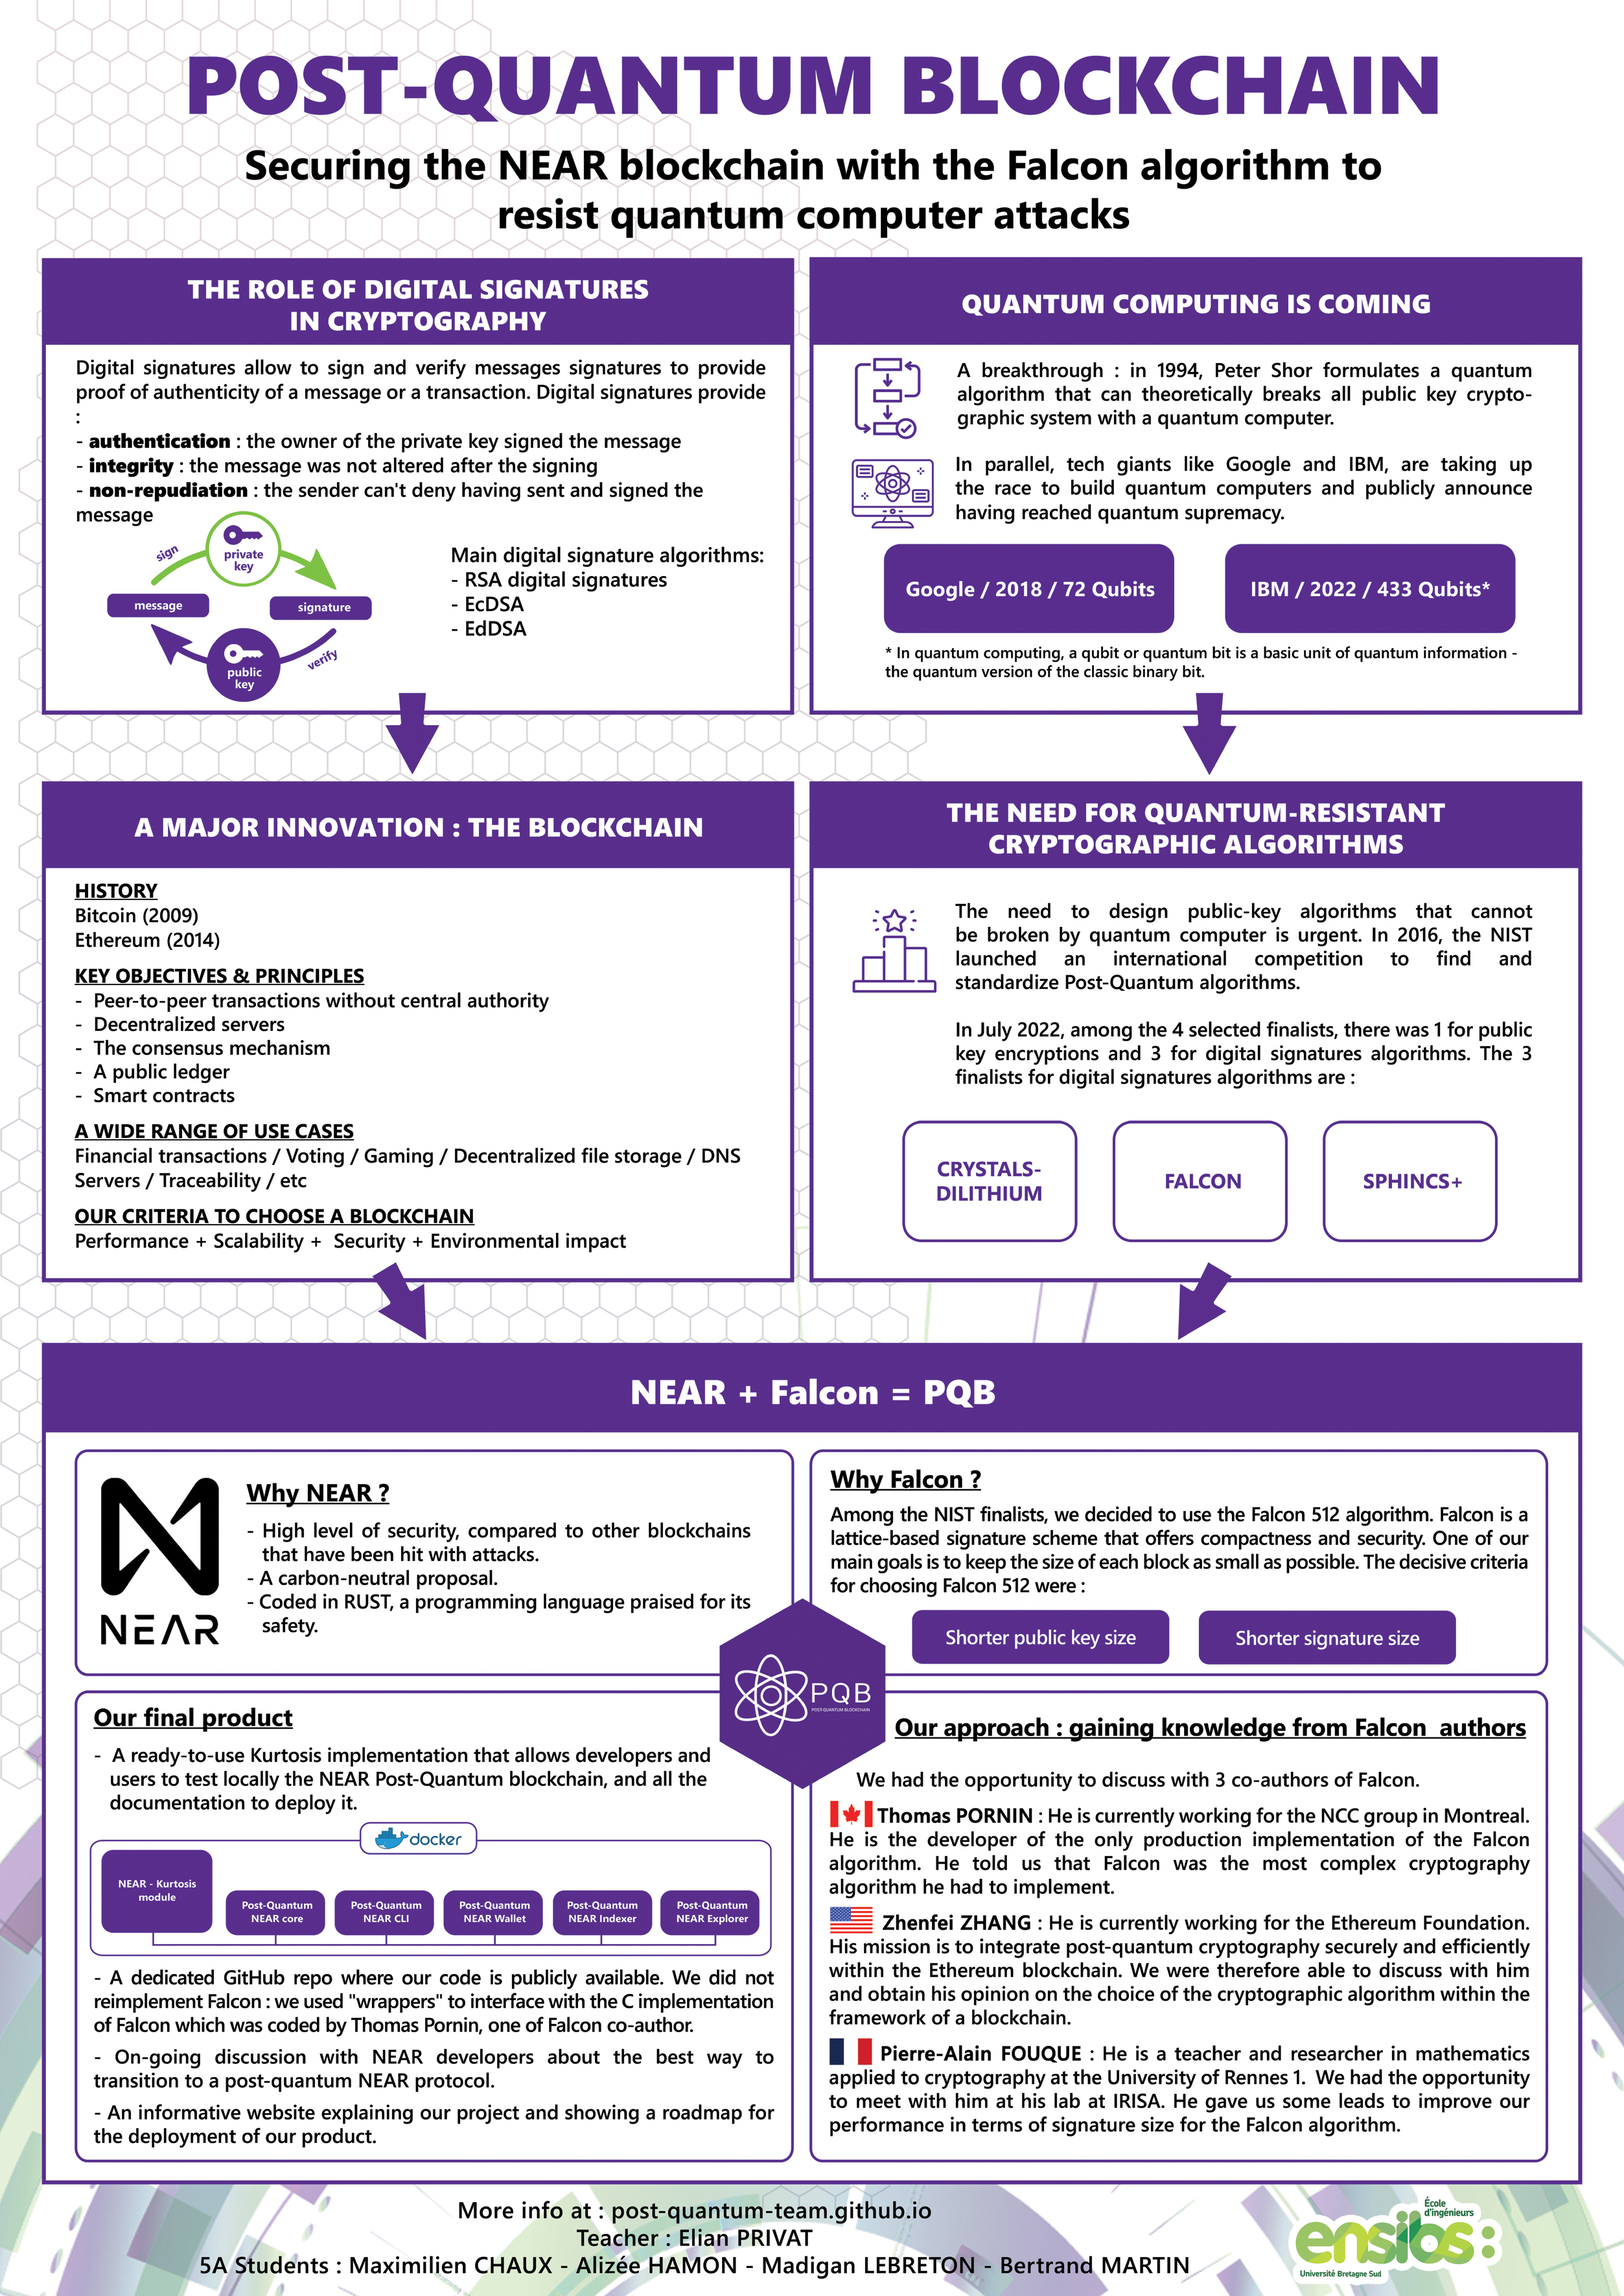 POST-QUANTUM BLOCKCHAIN
Securing the NEAR blockchain with the Falcon algorithm to
resist quantum computer attacks
THE ROLE OF DIGITAL SIGNATURES
IN CRYPTOGRAPHY
Digital signatures allow to sign and verify messages signatures to provide
proof of authenticity of a message or a transaction. Digital signatures provide
:
- authentication : the owner of the private key signed the message
- integrity : the message was not altered after the signing
- non-repudiation : the sender can't deny having sent and signed the
message
sign
private
key
message
signature
public
key
verify
Main digital signature algorithms:
- RSA digital signatures
- EcDSA
- EdDSA
QUANTUM COMPUTING IS COMING
A breakthrough : in 1994, Peter Shor formulates a quantum
algorithm that can theoretically breaks all public key crypto-
graphic system with a quantum computer.
In parallel, tech giants like Google and IBM, are taking up
the race to build quantum computers and publicly announce
having reached quantum supremacy.
Google / 2018 / 72 Qubits
IBM / 2022 / 433 Qubits*
* In quantum computing, a qubit or quantum bit is a basic unit of quantum information -
the quantum version of the classic binary bit.
A MAJOR INNOVATION : THE BLOCKCHAIN
HISTORY
Bitcoin (2009)
Ethereum (2014)
KEY OBJECTIVES & PRINCIPLES
- Peer-to-peer transactions without central authority
- Decentralized servers
- The consensus mechanism
- A public ledger
- Smart contracts
A WIDE RANGE OF USE CASES
Financial transactions / Voting / Gaming / Decentralized file storage / DNS
Servers / Traceability / etc
OUR CRITERIA TO CHOOSE A BLOCKCHAIN
Performance + Scalability + Security + Environmental impact
THE NEED FOR QUANTUM-RESISTANT
CRYPTOGRAPHIC ALGORITHMS
The need to design public-key algorithms that cannot
be broken by quantum computer is urgent. In 2016, the NIST
launched an international competition to find and
standardize Post-Quantum algorithms.
In July 2022, among the 4 selected finalists, there was 1 for public
key encryptions and 3 for digital signatures algorithms. The 3
finalists for digital signatures algorithms are :
CRYSTALS-
DILITHIUM
FALCON
SPHINCS+
NEAR + Falcon = PQB
NEAR
Why NEAR ?
- High level of security, compared to other blockchains
that have been hit with attacks.
- A carbon-neutral proposal.
- Coded in RUST, a programming language praised for its
safety.
Why Falcon ?
Among the NIST finalists, we decided to use the Falcon 512 algorithm. Falcon is a
lattice-based signature scheme that offers compactness and security. One of our
main goals is to keep the size of each block as small as possible. The decisive criteria
for choosing Falcon 512 were :
Shorter public key size
Shorter signature size
PQB
POST-QUANTUM BLOCKCHAIN
Our final product
- A ready-to-use Kurtosis implementation that allows developers and
users to test locally the NEAR Post-Quantum blockchain, and all the
documentation to deploy it.
docker
NEAR - Kurtosis
module
Post-Quantum
NEAR core
Post-Quantum
NEAR CLI
Post-Quantum
NEAR Wallet
Post-Quantum
NEAR Indexer
Post-Quantum
NEAR Explorer
- A dedicated GitHub repo where our code is publicly available. We did not
reimplement Falcon : we used "wrappers" to interface with the C implementation
of Falcon which was coded by Thomas Pornin, one of Falcon co-author.
- On-going discussion with NEAR developers about the best way to
transition to a post-quantum NEAR protocol.
- An informative website explaining our project and showing a roadmap for
the deployment of our product.
Our approach : gaining knowledge from Falcon authors
We had the opportunity to discuss with 3 co-authors of Falcon.
Thomas PORNIN : He is currently working for the NCC group in Montreal.
He is the developer of the only production implementation of the Falcon
algorithm. He told us that Falcon was the most complex cryptography
algorithm he had to implement.
Zhenfei ZHANG : He is currently working for the Ethereum Foundation.
His mission is to integrate post-quantum cryptography securely and efficiently
within the Ethereum blockchain. We were therefore able to discuss with him
and obtain his opinion on the choice of the cryptographic algorithm within the
framework of a blockchain.
Pierre-Alain FOUQUE : He is a teacher and researcher in mathematics
applied to cryptography at the University of Rennes 1. We had the opportunity
to meet with him at his lab at IRISA. He gave us some leads to improve our
performance in terms of signature size for the Falcon algorithm.
More info at : post-quantum-team.github.io
Teacher : Elian PRIVAT
5A Students : Maximilien CHAUX - Alizée HAMON - Madigan LEBRETON - Bertrand MARTIN
École
d'ingénieurs
ensibs:
Université Bretagne Sud